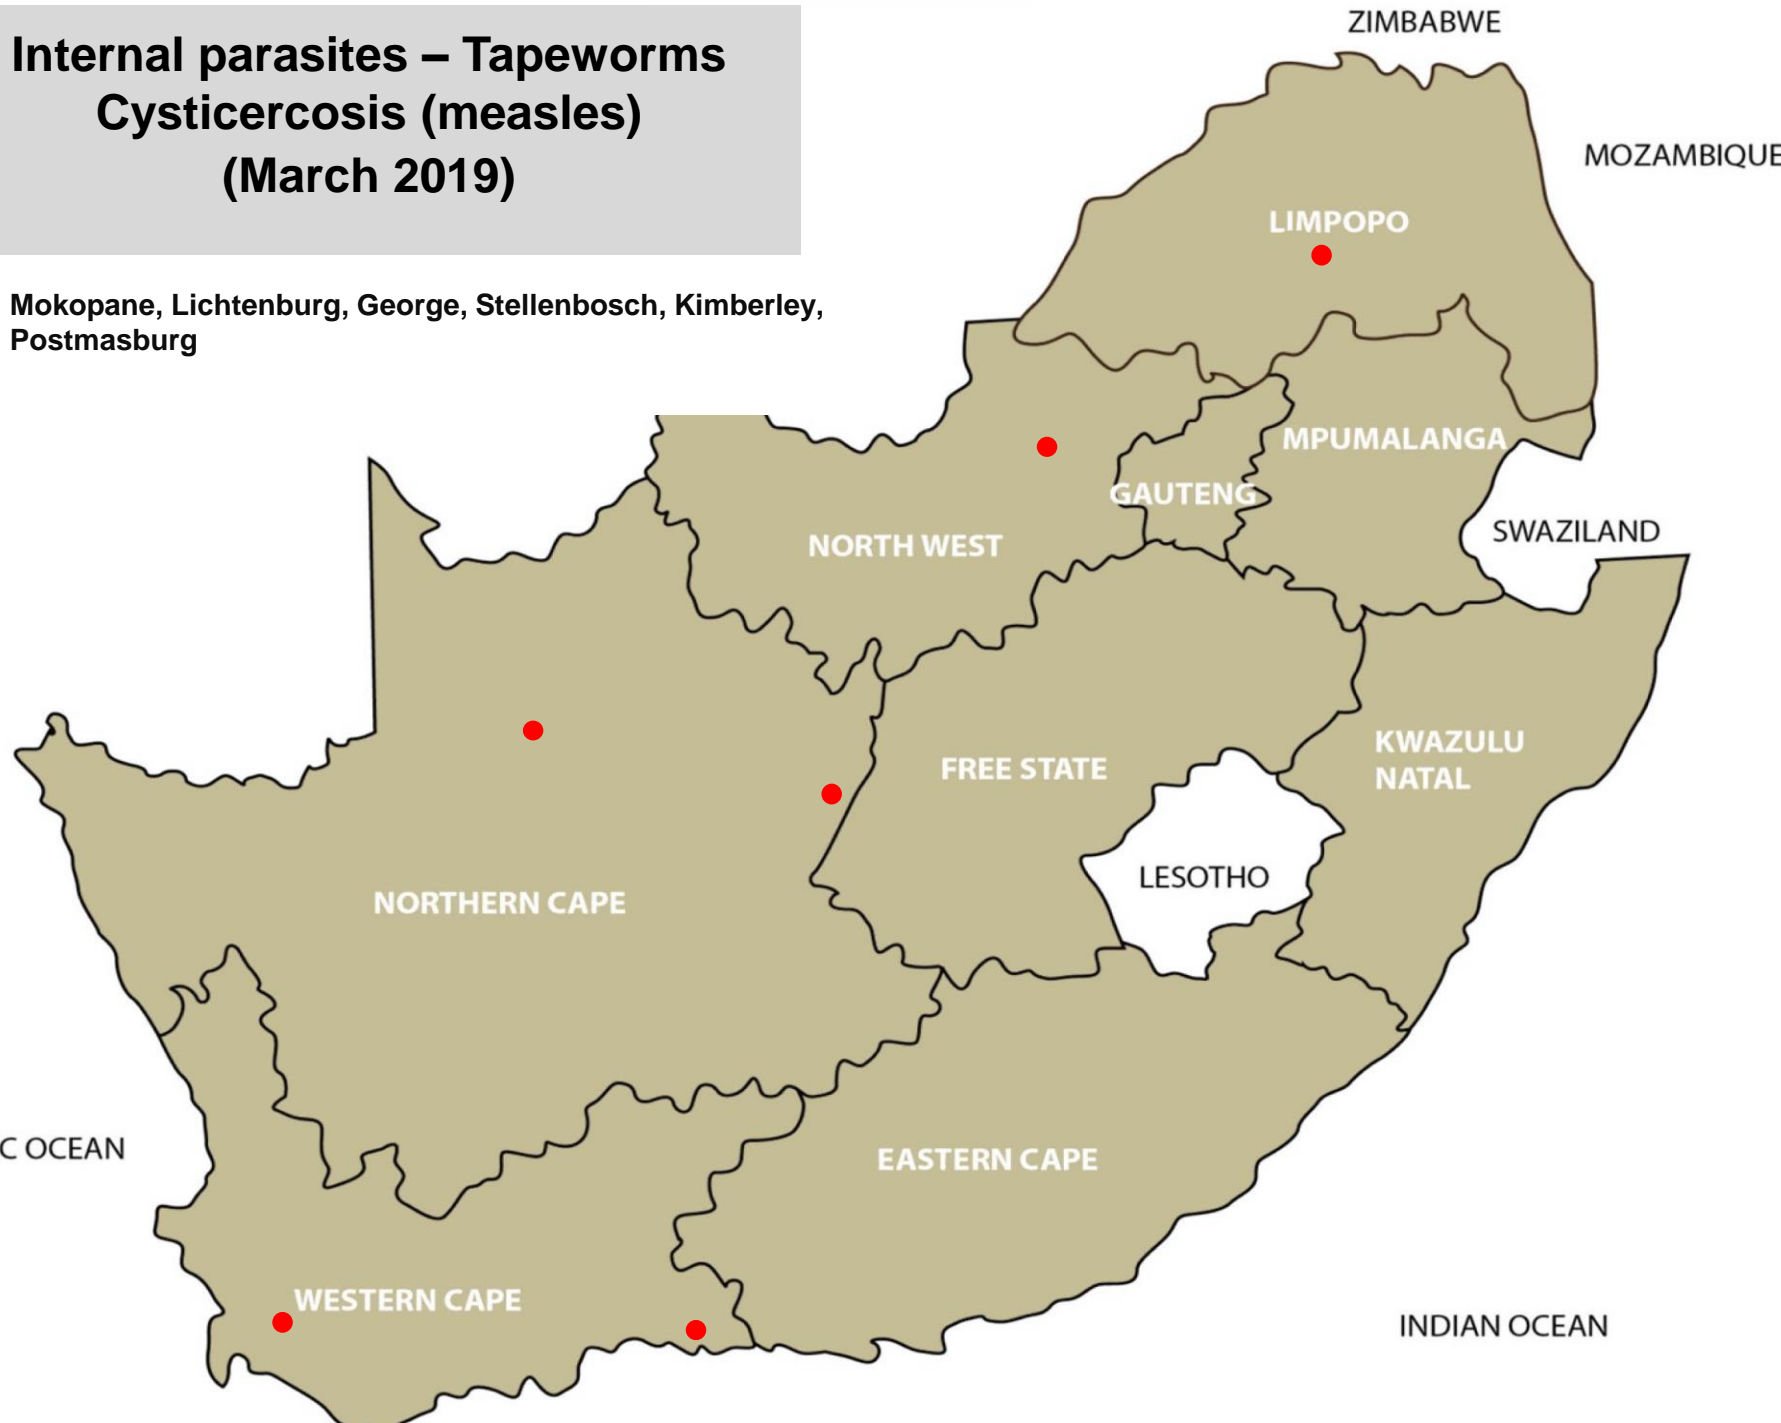 Internal parasites – Tapeworms
Cysticercosis (measles)
(March 2019)
Mokopane, Lichtenburg, George, Stellenbosch, Kimberley,
Postmasburg
ZIMBABWE
MOZAMBIQUE
LIMPOPO
MPUMALANGA
GAUTENG
SWAZILAND
NORTH WEST
KWAZULU
NATAL
FREE STATE
LESOTHO
NORTHERN CAPE
C OCEAN
EASTERN CAPE
WESTERN CAPE
INDIAN OCEAN